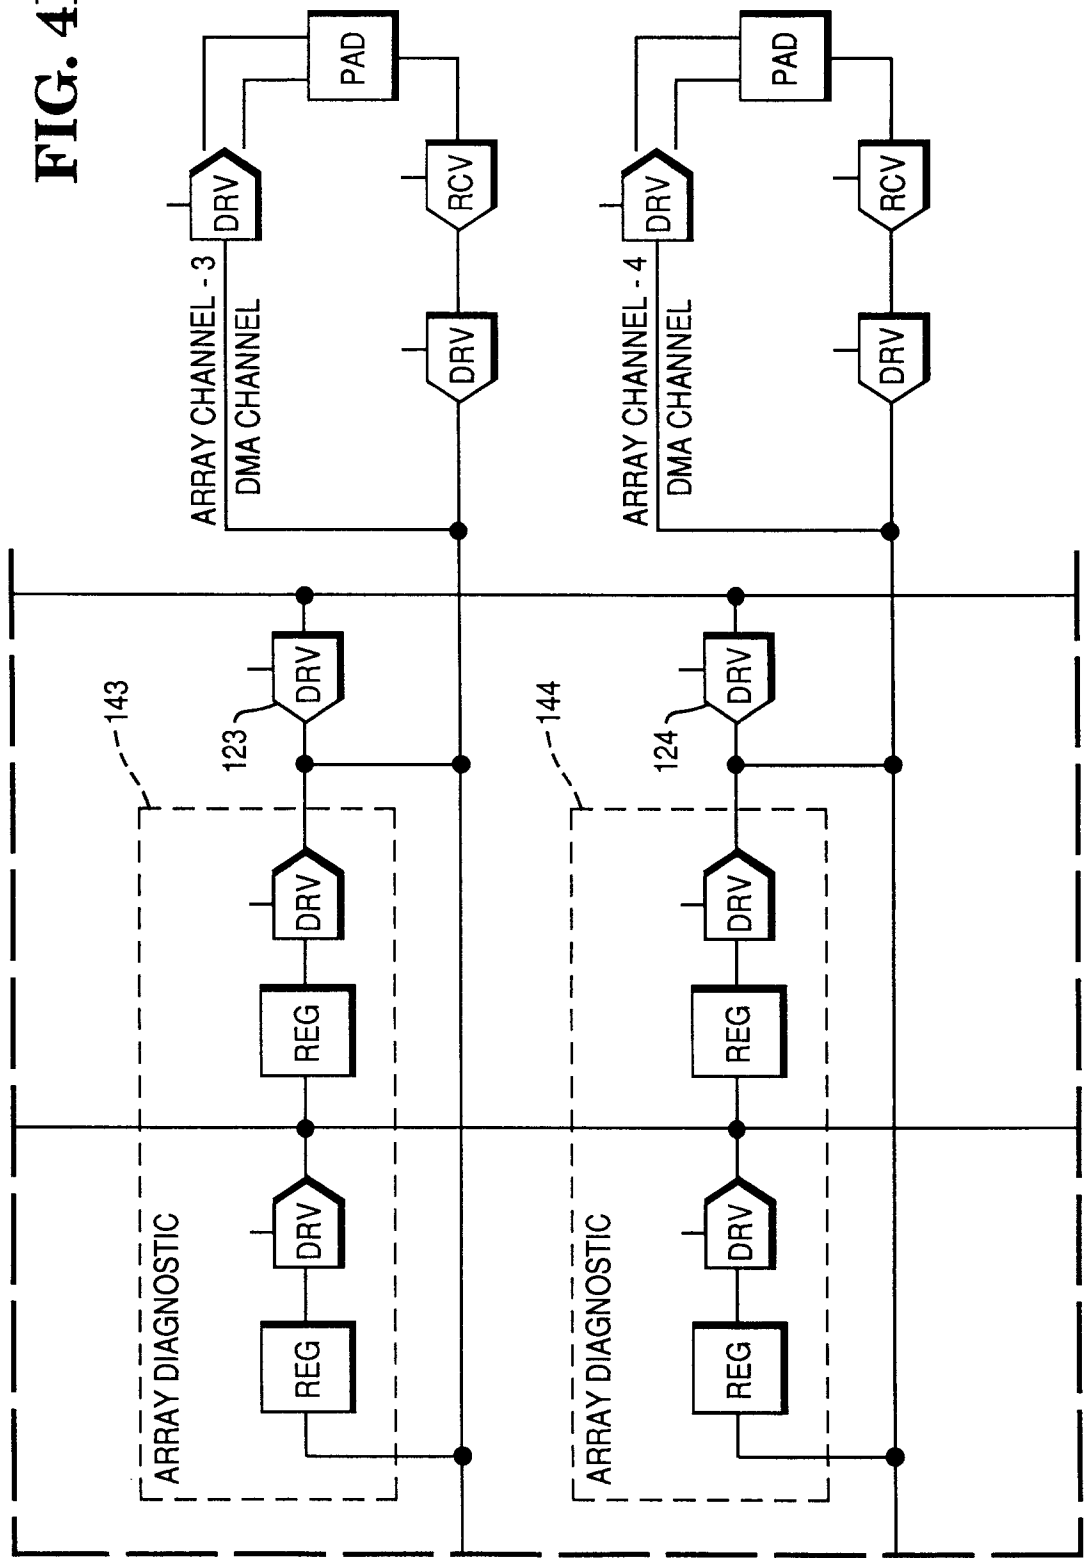 FIG. 4
143
ARRAY DIAGNOSTIC
ARRAY CHANNEL - 3
DRV
123
DMA CHANNEL
REG DRV REG DRV DRV
PAD
DRV RCV
144
ARRAY DIAGNOSTIC
ARRAY CHANNEL - 4
DRV
124
DMA CHANNEL
REG DRV REG DRV DRV
PAD
DRV RCV